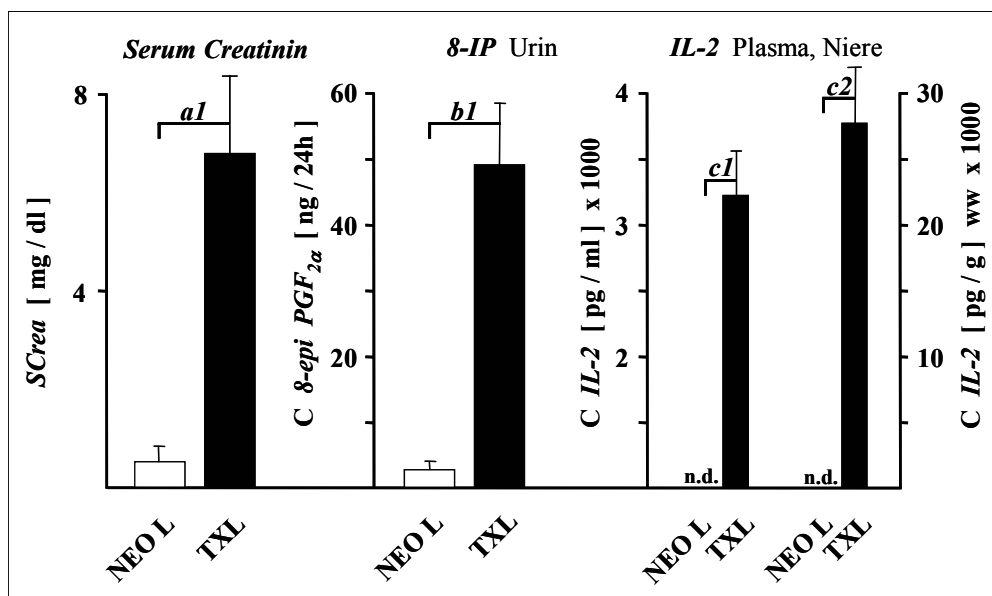 Serum Creatinin
8
4
SCrea [ mg / dl ]
a1
NEO L
TXL
8-IP Urin
60
40
20
C 8-epi PGF2α [ ng / 24h ]
b1
NEO L
TXL
IL-2 Plasma, Niere
4
3
2
C IL-2 [ pg / ml ] x 1000
c1
c2
n.d.
n.d.
NEO L
TXL
NEO L
TXL
30
20
10
C IL-2 [ pg / g ] ww x 1000